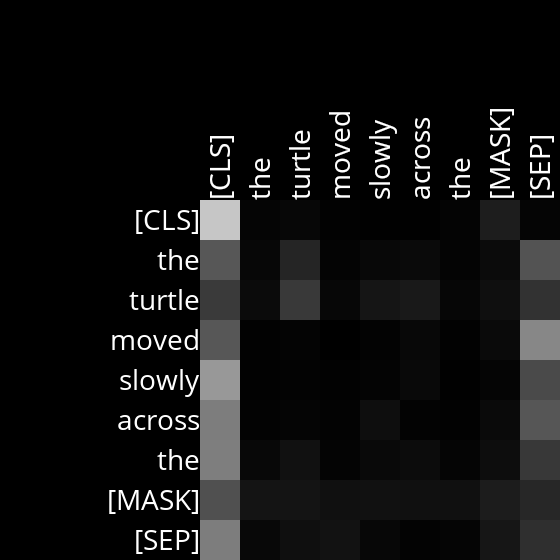 [CLS] the turtle moved slowly across the [MASK] [SEP]
[CLS]
the
turtle
moved
slowly
across
the
[MASK]
[SEP]